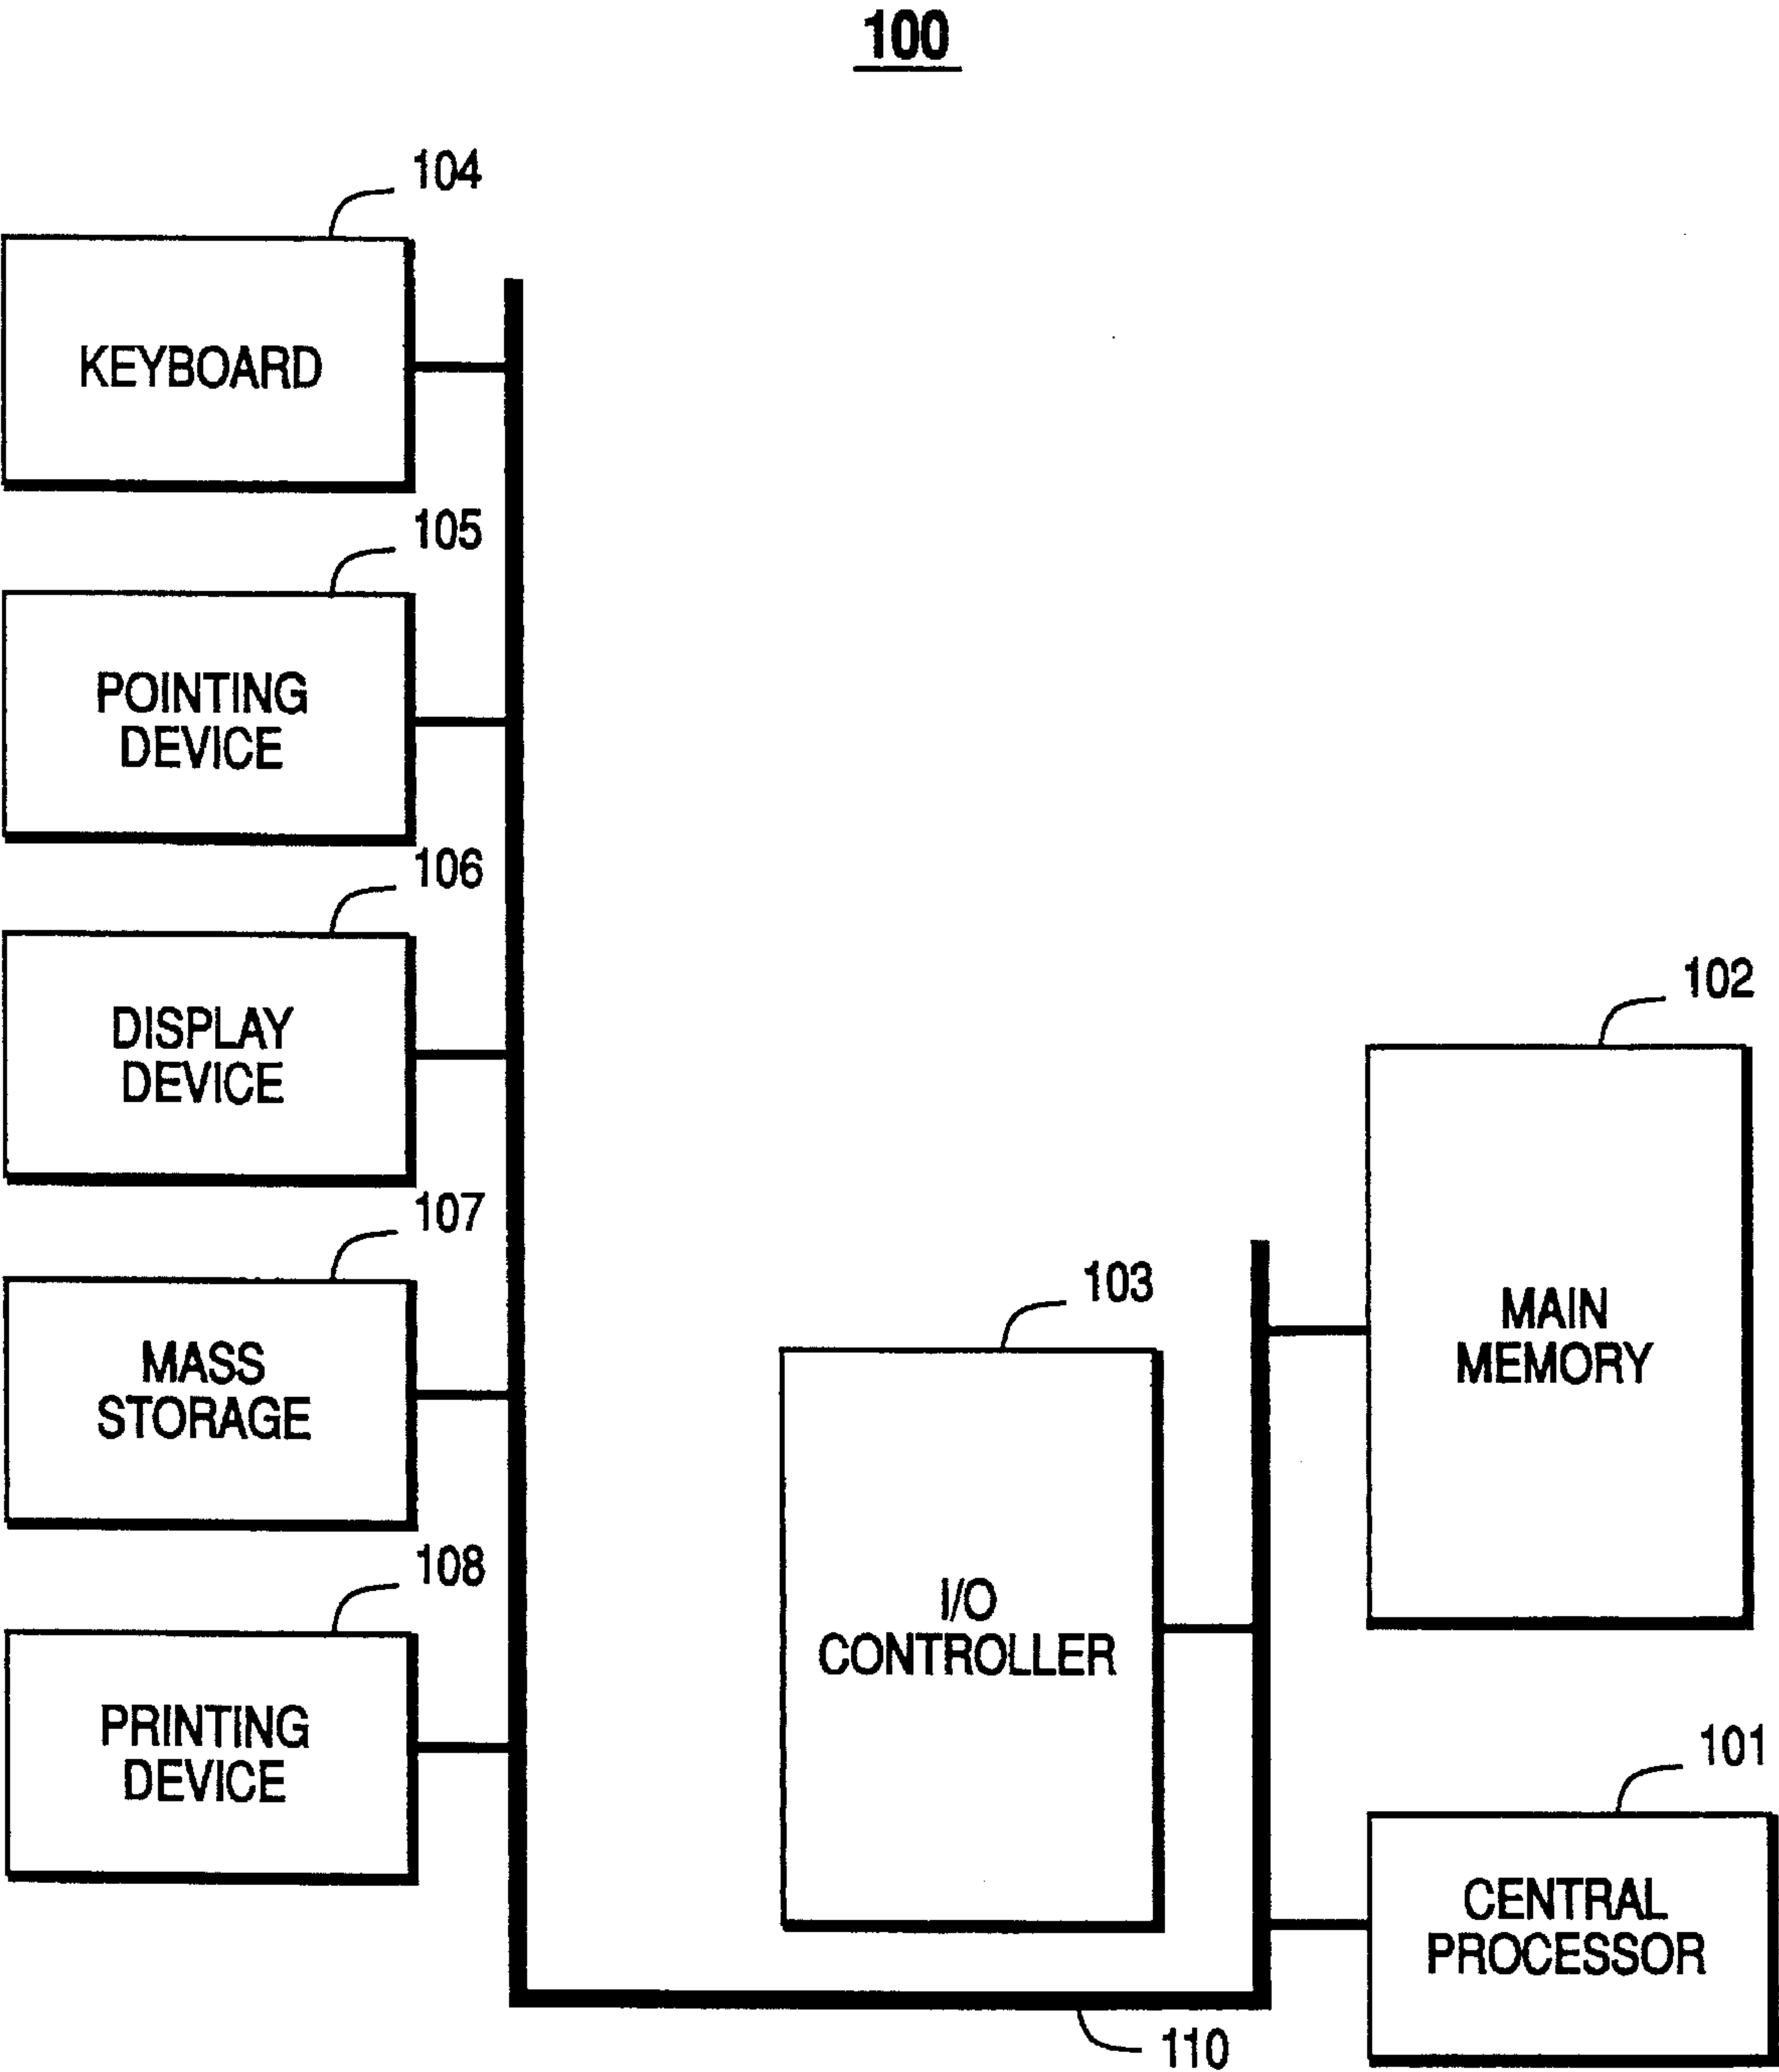 100
104
KEYBOARD
105
POINTING
DEVICE
106
DISPLAY
DEVICE
107
MASS
STORAGE
108
PRINTING
DEVICE
103
I/O
CONTROLLER
102
MAIN
MEMORY
101
CENTRAL
PROCESSOR
110